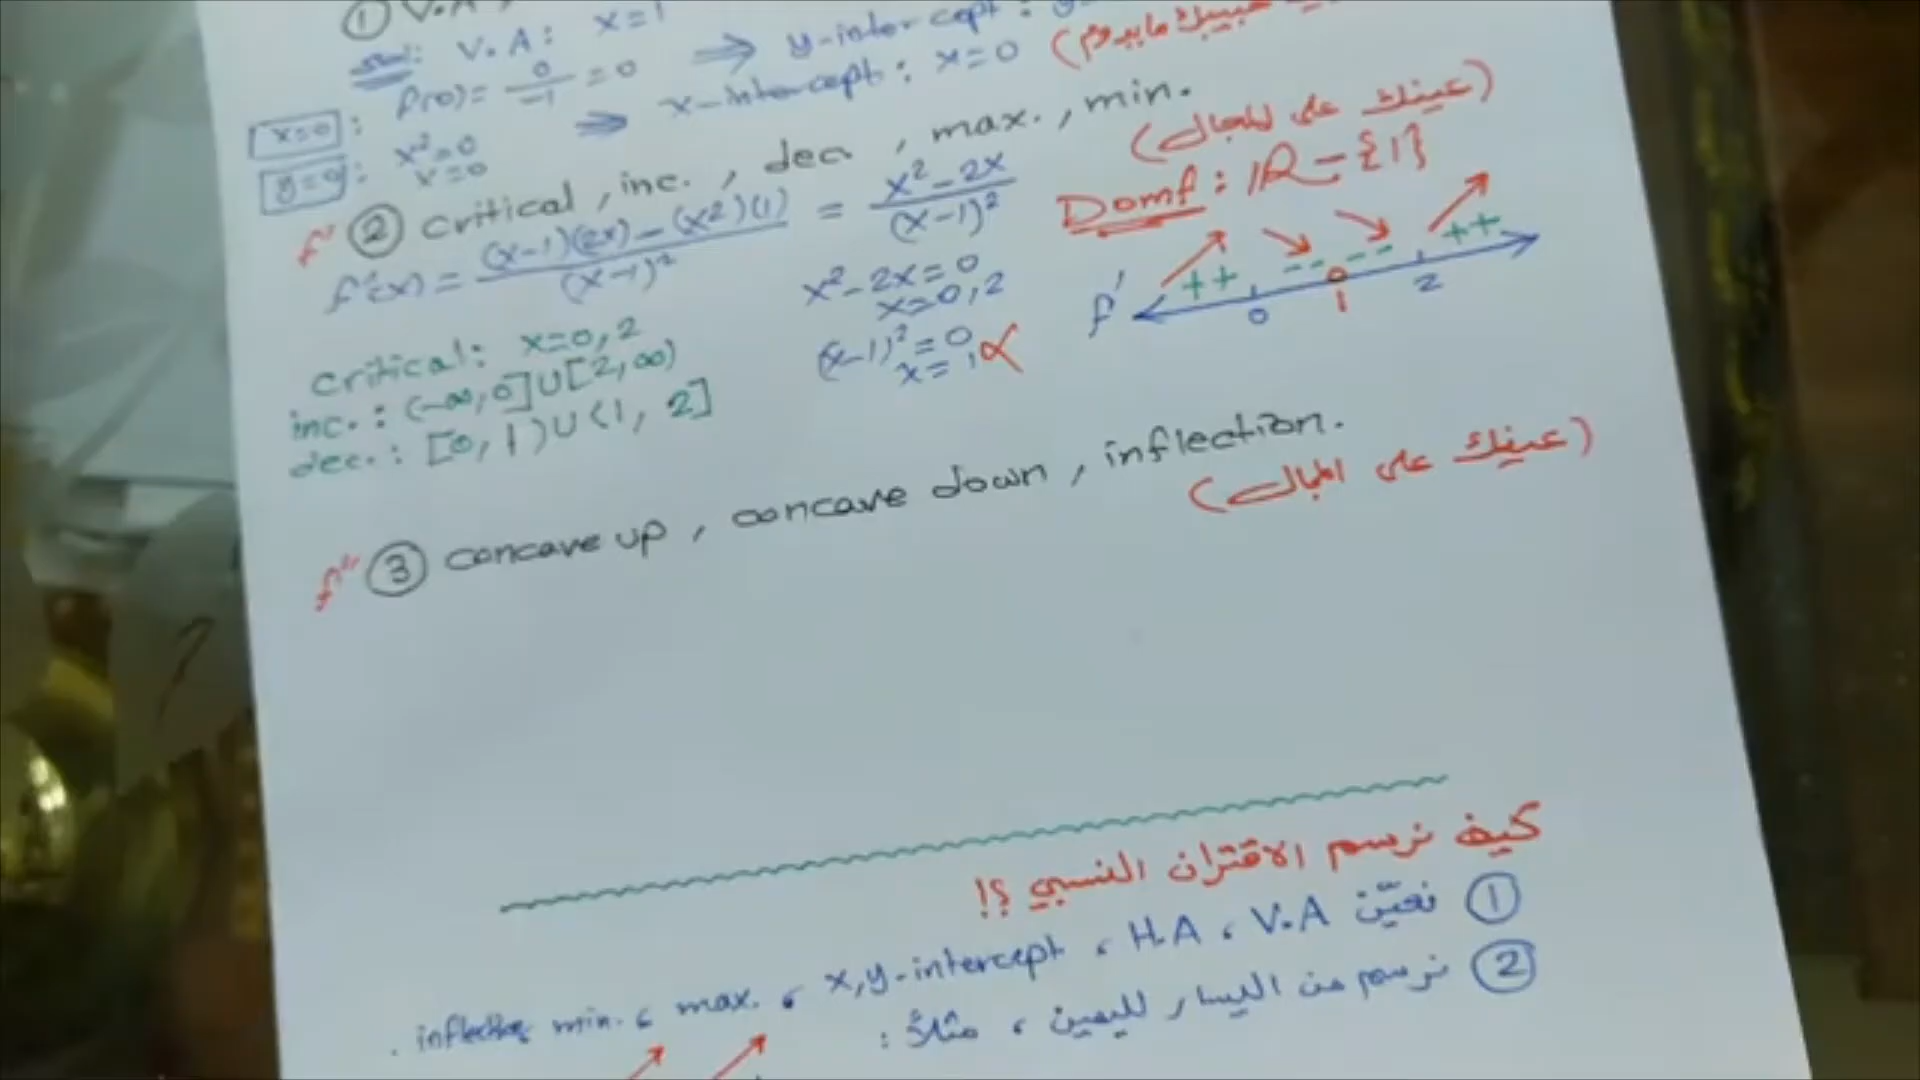 ① V.A
V.A: x=1
x=0 : f(0)= 0/-1 = 0 ⇒ y-intercept :
y=0 : x²=0 ⇒ x-intercept : x=0
x=0
f' ② critical , inc. , dec. , max. , min.
(عينك على المجال)
f'(x) = (x-1)(2x)-(x²)(1) / (x-1)² = x²-2x / (x-1)²
Domf : IR-{1}
x²-2x=0
x=0,2
(x-1)²=0
x=1
f' ++ 0 -- 1 -- 2 ++
critical: x=0,2
inc. : (-∞,0]∪[2,∞)
dec. : [0,1)∪(1,2]
f'' ③ concave up , concave down , inflection.
(عينك على المجال)
كيف نرسم الاقتران النسبي ؟!
① نعيّن V.A ، H.A ، x,y-intercept ، max. ، min. ، .
② نرسم من اليسار لليمين ، مثلاً :